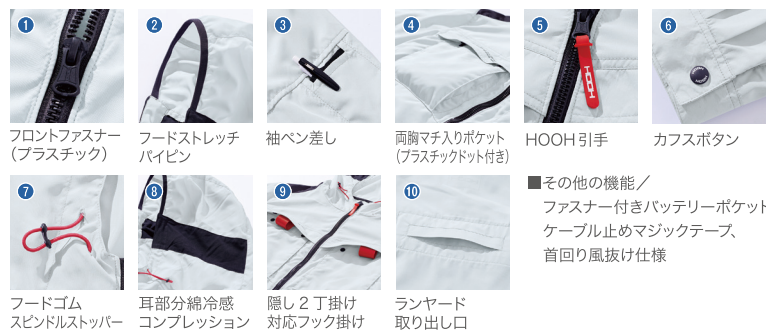 1
フロントファスナー
(プラスチック)
2
フードストレッチ
パイピン
3
袖ペン差し
4
両胸マチ入りポケット
(プラスチックドット付き)
5
HOOH
HOOH引手
6
カフスボタン
7
フードゴム
スピンドルストッパー
8
耳部分綿冷感
コンプレッション
9
隠し2丁掛け
対応フック掛け
10
ランヤード
取り出し口
■その他の機能／
ファスナー付きバッテリーポケット
ケーブル止めマジックテープ、
首回り風抜け仕様